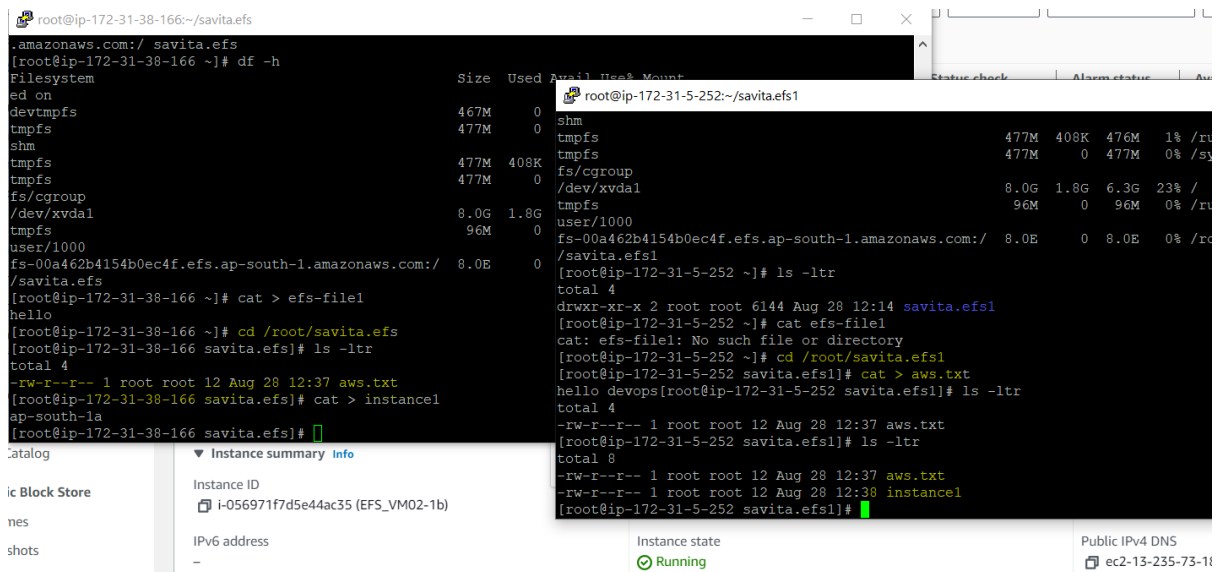 root@ip-172-31-38-166:~/savita.efs
.amazonaws.com:/ savita.efs
[root@ip-172-31-38-166 ~]# df -h
Filesystem Size Used Avail Use% Mount
ed on
devtmpfs 467M 0
tmpfs 477M 0
shm
tmpfs 477M 408K
tmpfs 477M 0
fs/cgroup
/dev/xvda1 8.0G 1.8G
tmpfs 96M 0
user/1000
fs-00a462b4154b0ec4f.efs.ap-south-1.amazonaws.com:/ 8.0E 0
/savita.efs
[root@ip-172-31-38-166 ~]# cat > efs-file1
hello
[root@ip-172-31-38-166 ~]# cd /root/savita.efs
[root@ip-172-31-38-166 savita.efs]# ls -ltr
total 4
-rw-r--r-- 1 root root 12 Aug 28 12:37 aws.txt
[root@ip-172-31-38-166 savita.efs]# cat > instance1
ap-south-1a
[root@ip-172-31-38-166 savita.efs]#
Status check Alarm status Av
root@ip-172-31-5-252:~/savita.efs1
shm
tmpfs 477M 408K 476M 1% /ru
tmpfs 477M 0 477M 0% /sy
fs/cgroup
/dev/xvda1 8.0G 1.8G 6.3G 23% /
tmpfs 96M 0 96M 0% /ru
user/1000
fs-00a462b4154b0ec4f.efs.ap-south-1.amazonaws.com:/ 8.0E 0 8.0E 0% /ro
/savita.efs1
[root@ip-172-31-5-252 ~]# ls -ltr
total 4
drwxr-xr-x 2 root root 6144 Aug 28 12:14 savita.efs1
[root@ip-172-31-5-252 ~]# cat efs-file1
cat: efs-file1: No such file or directory
[root@ip-172-31-5-252 ~]# cd /root/savita.efs1
[root@ip-172-31-5-252 savita.efs1]# cat > aws.txt
hello devops[root@ip-172-31-5-252 savita.efs1]# ls -ltr
total 4
-rw-r--r-- 1 root root 12 Aug 28 12:37 aws.txt
[root@ip-172-31-5-252 savita.efs1]# ls -ltr
total 8
-rw-r--r-- 1 root root 12 Aug 28 12:37 aws.txt
-rw-r--r-- 1 root root 12 Aug 28 12:38 instance1
[root@ip-172-31-5-252 savita.efs1]#
Catalog
ic Block Store
mes
shots
Instance summary Info
Instance ID
i-056971f7d5e44ac35 (EFS_VM02-1b)
IPv6 address
–
Instance state
Running
Public IPv4 DNS
ec2-13-235-73-18